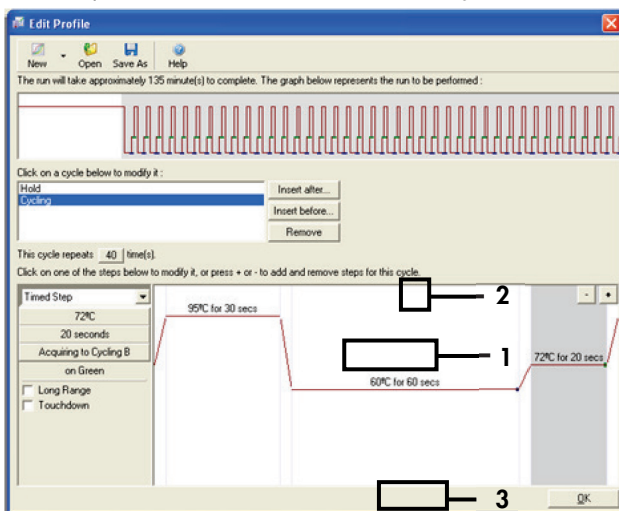 Edit Profile
New Open Save As Help
The run will take approximately 135 minute(s) to complete. The graph below represents the run to be performed :
Click on a cycle below to modify it :
Hold
Cycling
Insert after...
Insert before...
Remove
This cycle repeats 40 time(s).
Click on one of the steps below to modify it, or press + or - to add and remove steps for this cycle.
Timed Step
72ºC
20 seconds
Acquiring to Cycling B
on Green
Long Range
Touchdown
95ºC for 30 secs
60ºC for 60 secs
72ºC for 20 secs
- +
2
1
3
OK